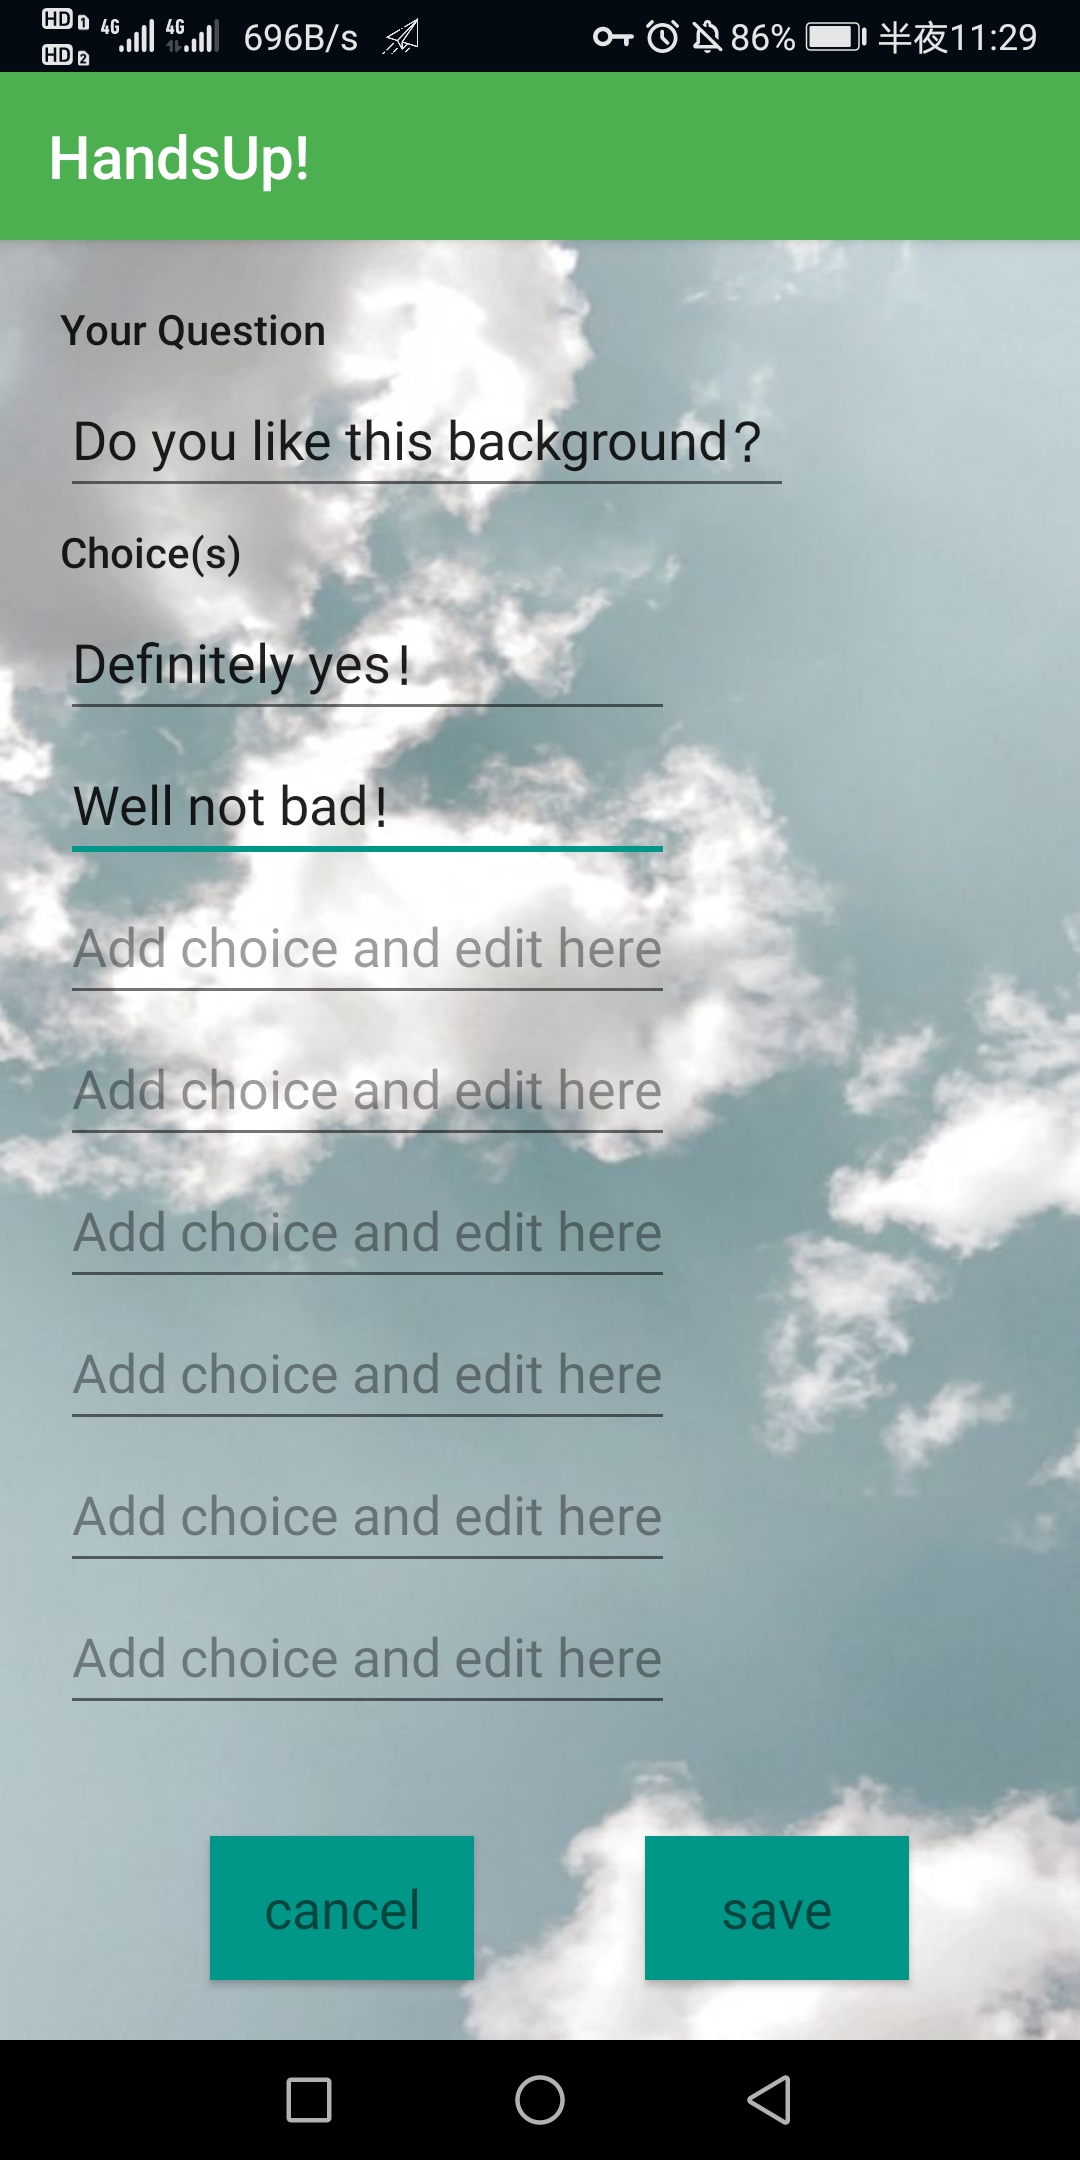 HD 1 4G 4G 696B/s 86% 半夜11:29
HD 2
HandsUp!
Your Question
Do you like this background?
Choice(s)
Definitely yes!
Well not bad!
Add choice and edit here
Add choice and edit here
Add choice and edit here
Add choice and edit here
Add choice and edit here
Add choice and edit here
cancel save